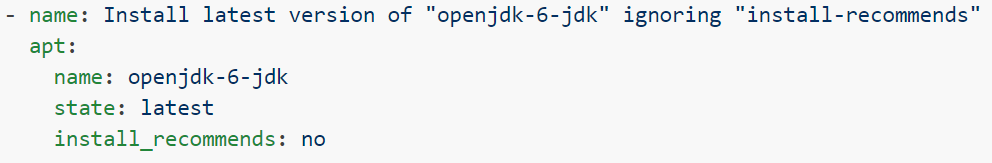 - name: Install latest version of "openjdk-6-jdk" ignoring "install-recommends"
  apt:
    name: openjdk-6-jdk
    state: latest
    install_recommends: no